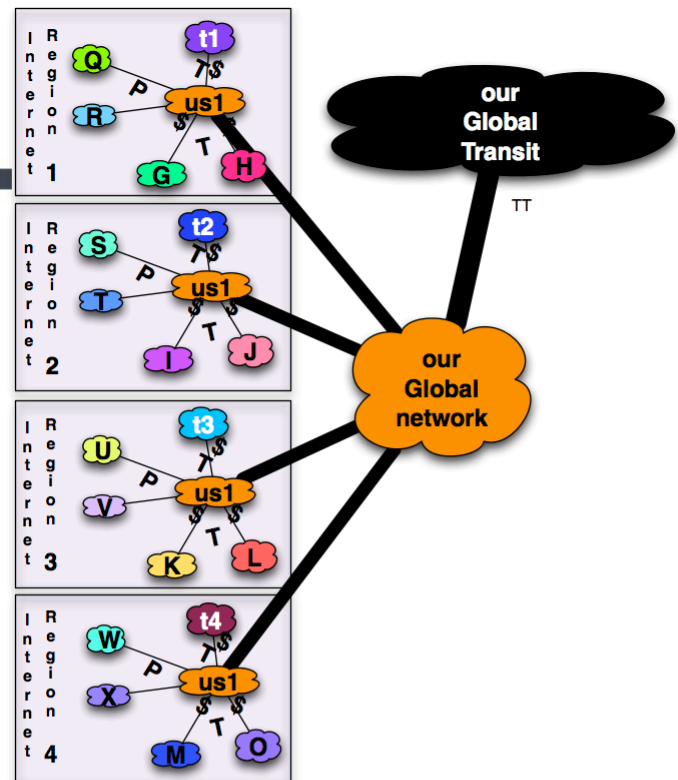 Internet
Region
1
Q
t1
T$
P
us1
R
$
T
$
G
H
our
Global
Transit
TT
Internet
Region
2
S
t2
T$
P
us1
T
$
$
T
I
J
our
Global
network
Internet
Region
3
U
t3
T$
P
us1
V
$
$
T
K
L
Internet
Region
4
W
t4
T$
P
us1
X
$
$
T
M
O